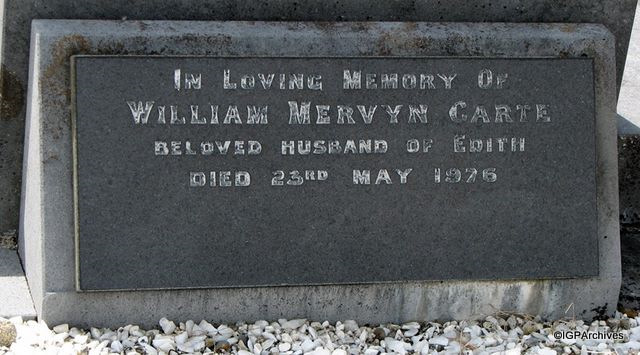 In Loving Memory Of
William Mervyn Carte
Beloved Husband of Edith
Died 23rd May 1976
©IGPArchives